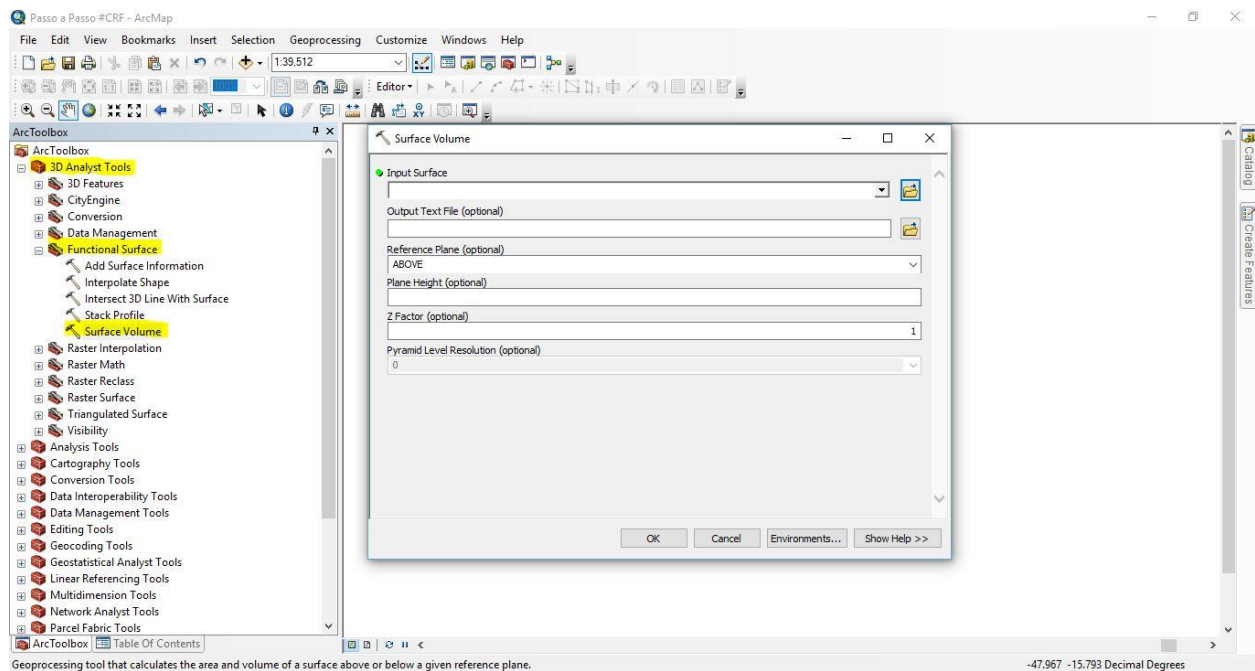 Passo a Passo #CRF - ArcMap
File Edit View Bookmarks Insert Selection Geoprocessing Customize Windows Help
1:39,512
Editor
ArcToolbox
ArcToolbox
3D Analyst Tools
3D Features
CityEngine
Conversion
Data Management
Functional Surface
Add Surface Information
Interpolate Shape
Intersect 3D Line With Surface
Stack Profile
Surface Volume
Raster Interpolation
Raster Math
Raster Reclass
Raster Surface
Triangulated Surface
Visibility
Analysis Tools
Cartography Tools
Conversion Tools
Data Interoperability Tools
Data Management Tools
Editing Tools
Geocoding Tools
Geostatistical Analyst Tools
Linear Referencing Tools
Multidimension Tools
Network Analyst Tools
Parcel Fabric Tools
ArcToolbox Table Of Contents
Surface Volume
Input Surface
Output Text File (optional)
Reference Plane (optional)
ABOVE
Plane Height (optional)
Z Factor (optional)
1
Pyramid Level Resolution (optional)
0
OK Cancel Environments... Show Help >>
Catalog
Create Features
Geoprocessing tool that calculates the area and volume of a surface above or below a given reference plane.
-47.967 -15.793 Decimal Degrees